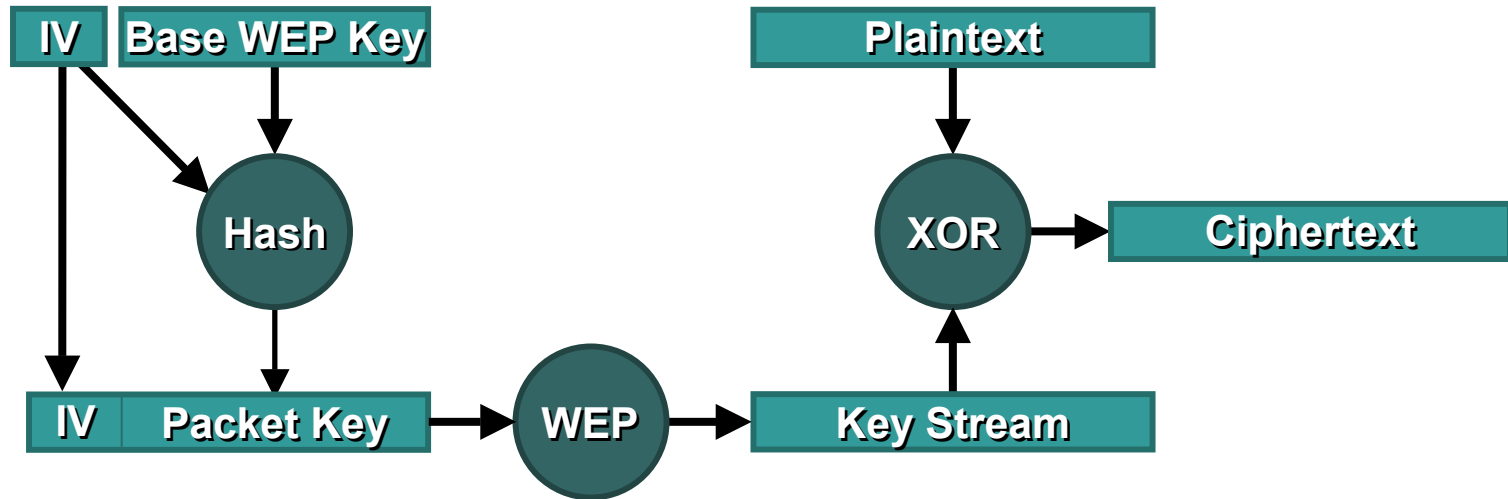 IV
Base WEP Key
Plaintext
Hash
XOR
Ciphertext
IV
Packet Key
WEP
Key Stream